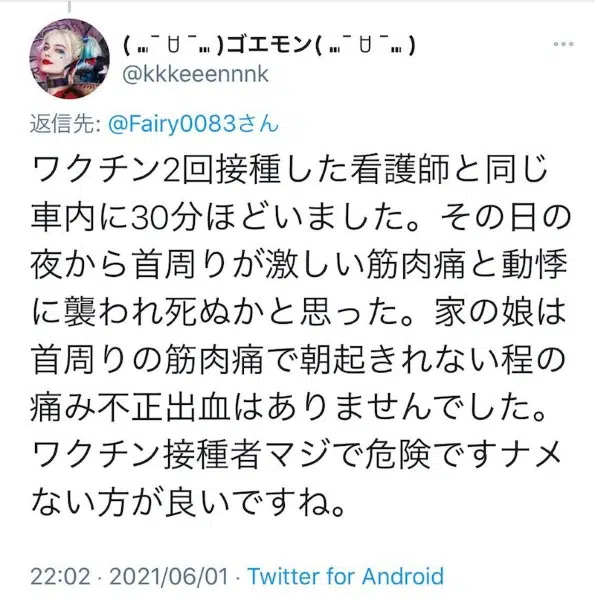 ( ⑉¯ ꇴ ¯⑉ )ゴエモン( ⑉¯ ꇴ ¯⑉ )
@kkkeeennnk
返信先: @Fairy0083さん
ワクチン2回接種した看護師と同じ
車内に30分ほどいました。その日の
夜から首周りが激しい筋肉痛と動悸
に襲われ死ぬかと思った。家の娘は
首周りの筋肉痛で朝起きれない程の
痛み不正出血はありませんでした。
ワクチン接種者マジで危険ですナメ
ない方が良いですね。
22:02 · 2021/06/01 · Twitter for Android